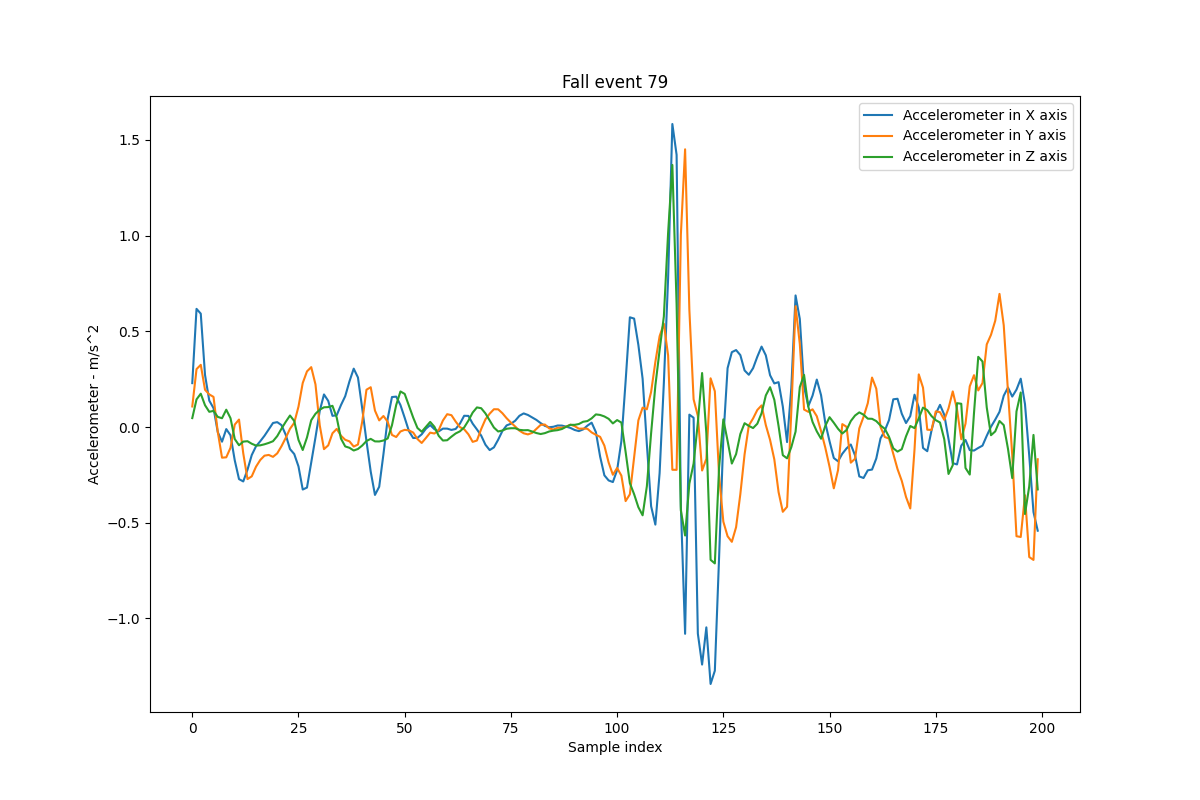 Fall event 79
Accelerometer in X axis
Accelerometer in Y axis
Accelerometer in Z axis
Accelerometer - m/s^2
1.5
1.0
0.5
0.0
−0.5
−1.0
0 25 50 75 100 125 150 175 200
Sample index